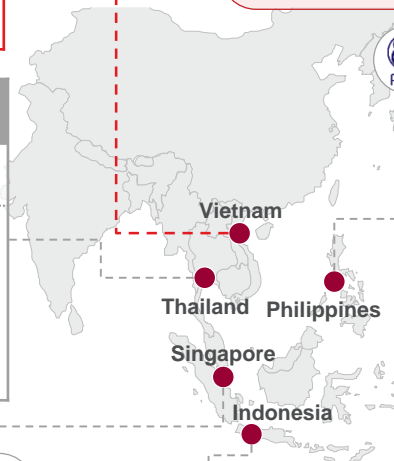 Vietnam
Thailand
Philippines
Singapore
Indonesia